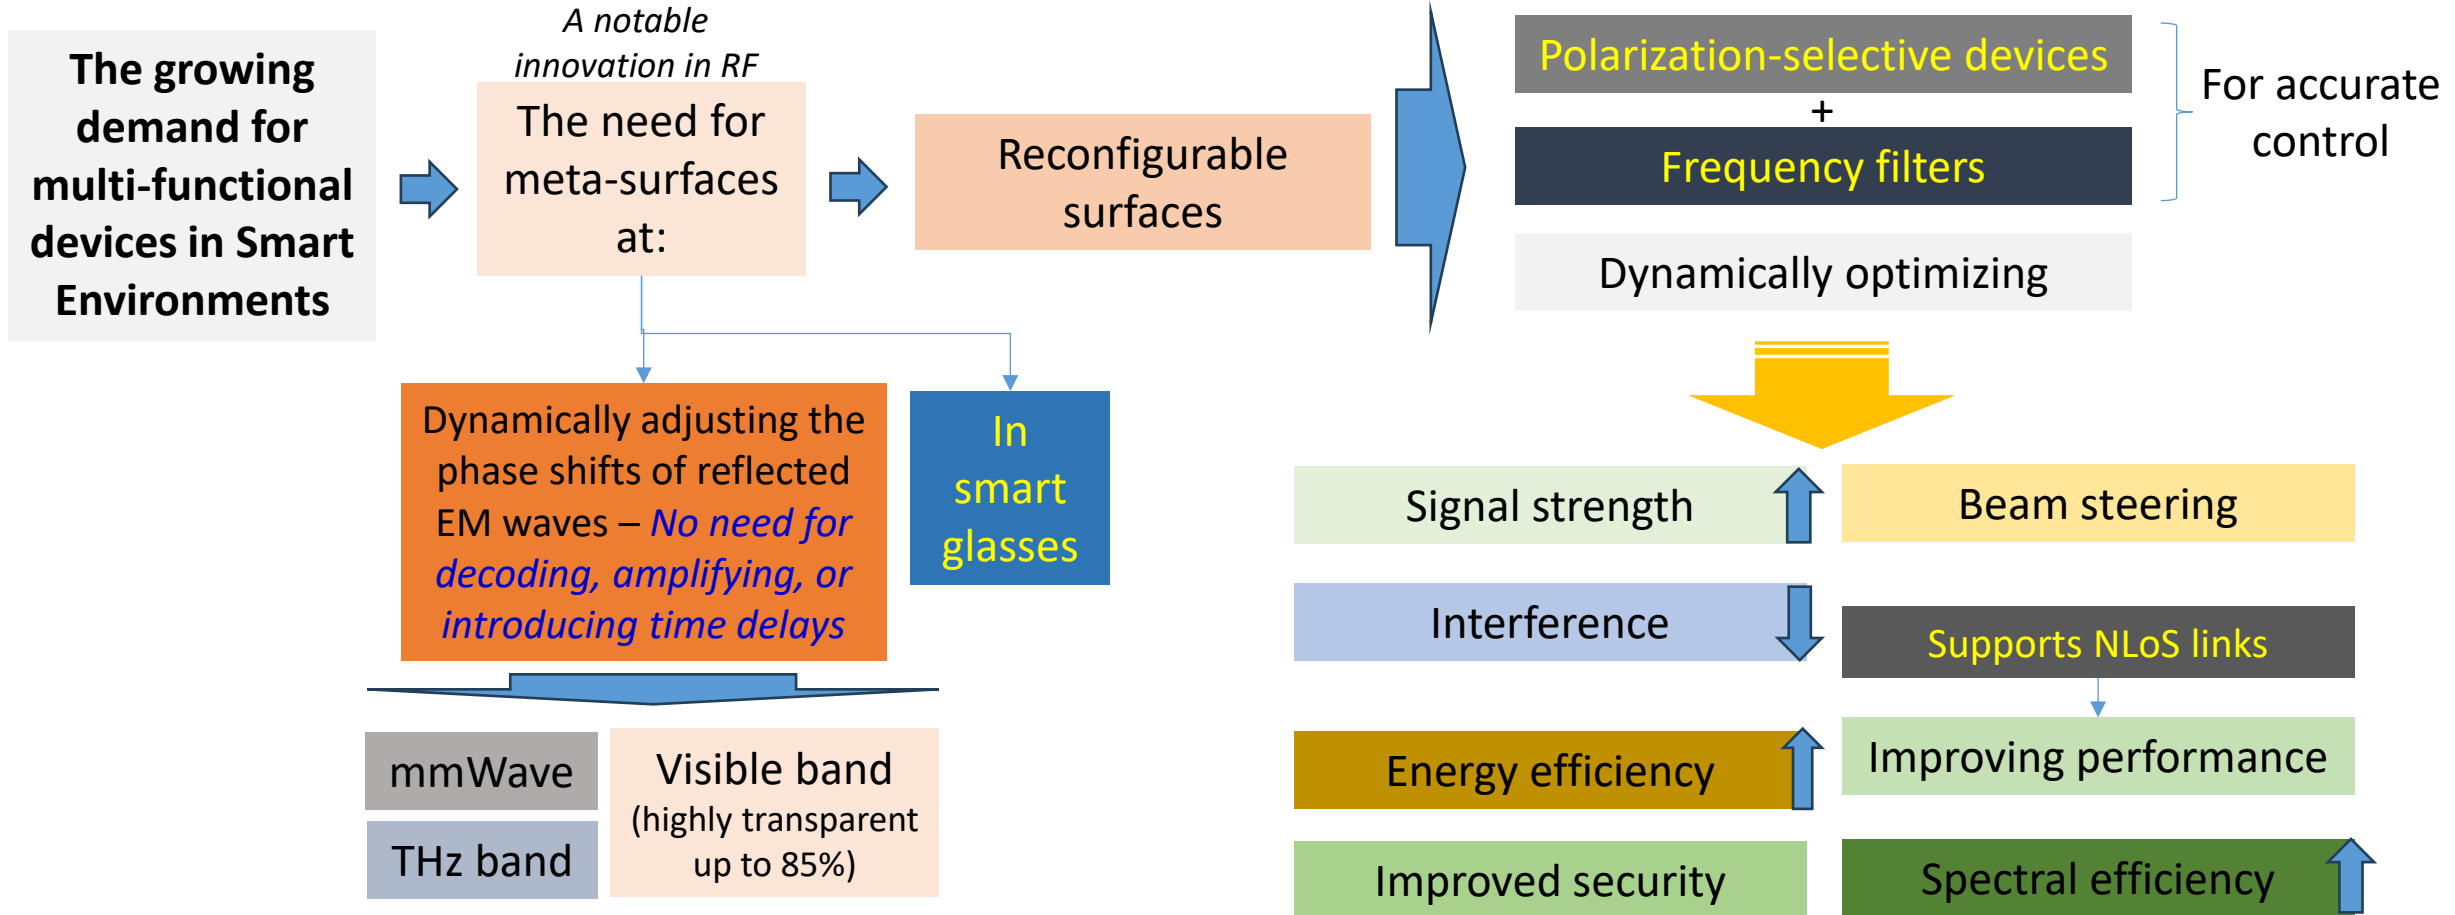 The growing
demand for
multi-functional
devices in Smart
Environments
A notable
innovation in RF
The need for
meta-surfaces
at:
Reconfigurable
surfaces
Polarization-selective devices
+
Frequency filters
For accurate
control
Dynamically optimizing
Dynamically adjusting the
phase shifts of reflected
EM waves – No need for
decoding, amplifying, or
introducing time delays
In
smart
glasses
mmWave
THz band
Visible band
(highly transparent
up to 85%)
Signal strength
Beam steering
Interference
Supports NLoS links
Energy efficiency
Improving performance
Improved security
Spectral efficiency